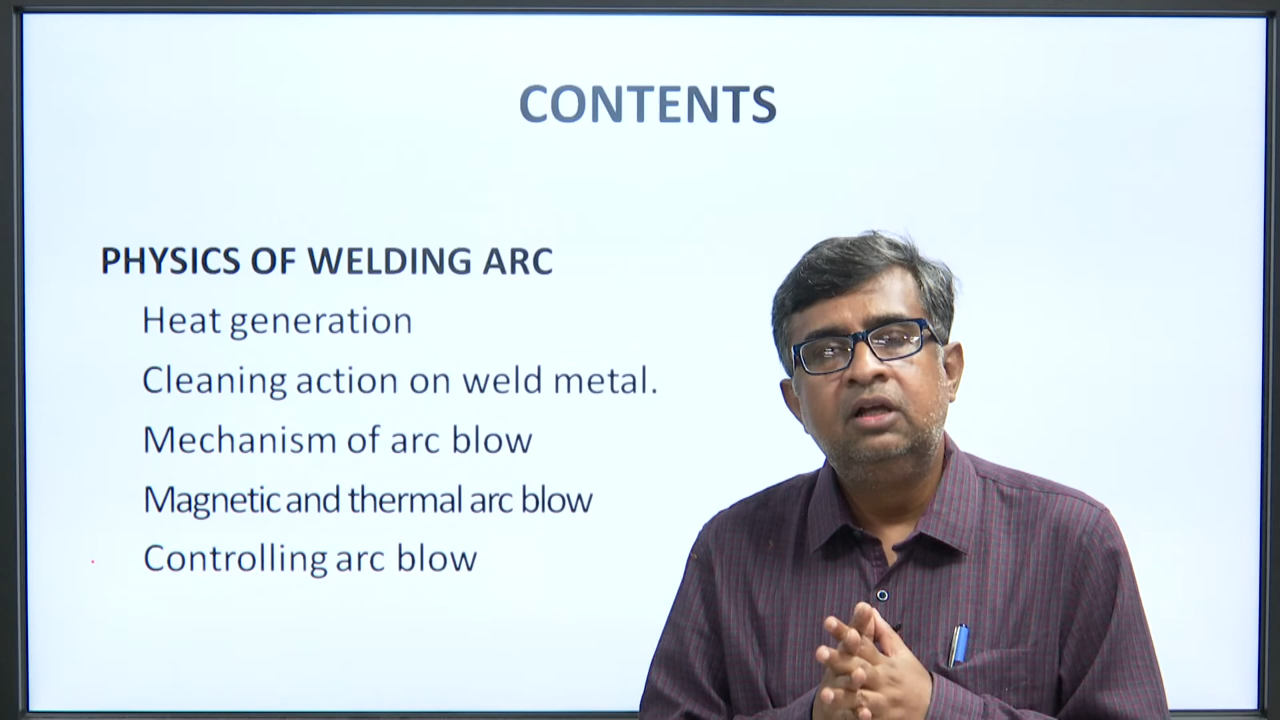 CONTENTS
PHYSICS OF WELDING ARC
Heat generation
Cleaning action on weld metal.
Mechanism of arc blow
Magnetic and thermal arc blow
Controlling arc blow